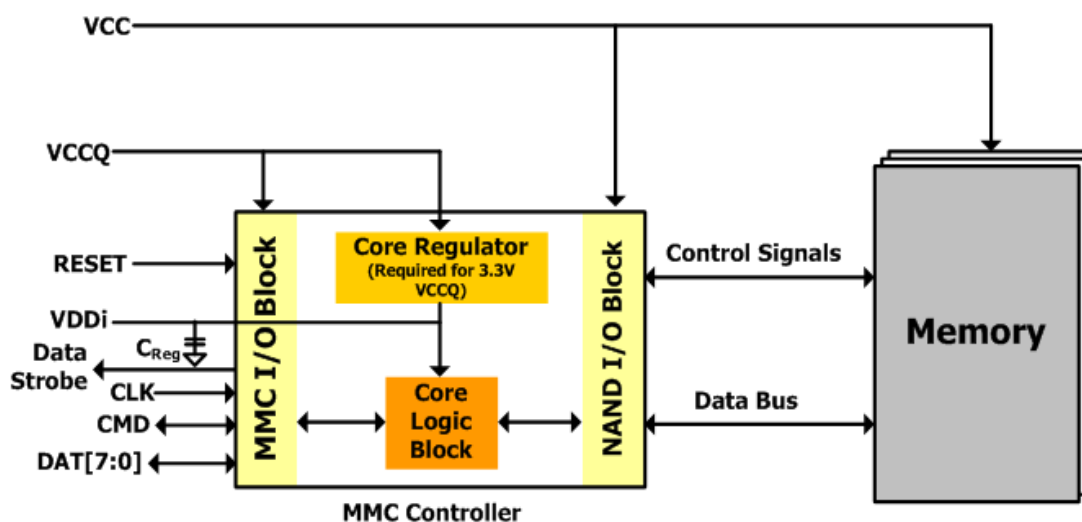 VCC
VCCQ
Core Regulator
(Required for 3.3V
VCCQ)
RESET
VDDi
CReg
Data
Strobe
CLK
CMD
DAT[7:0]
MMC I/O Block
Core
Logic
Block
NAND I/O Block
Control Signals
Data Bus
Memory
MMC Controller